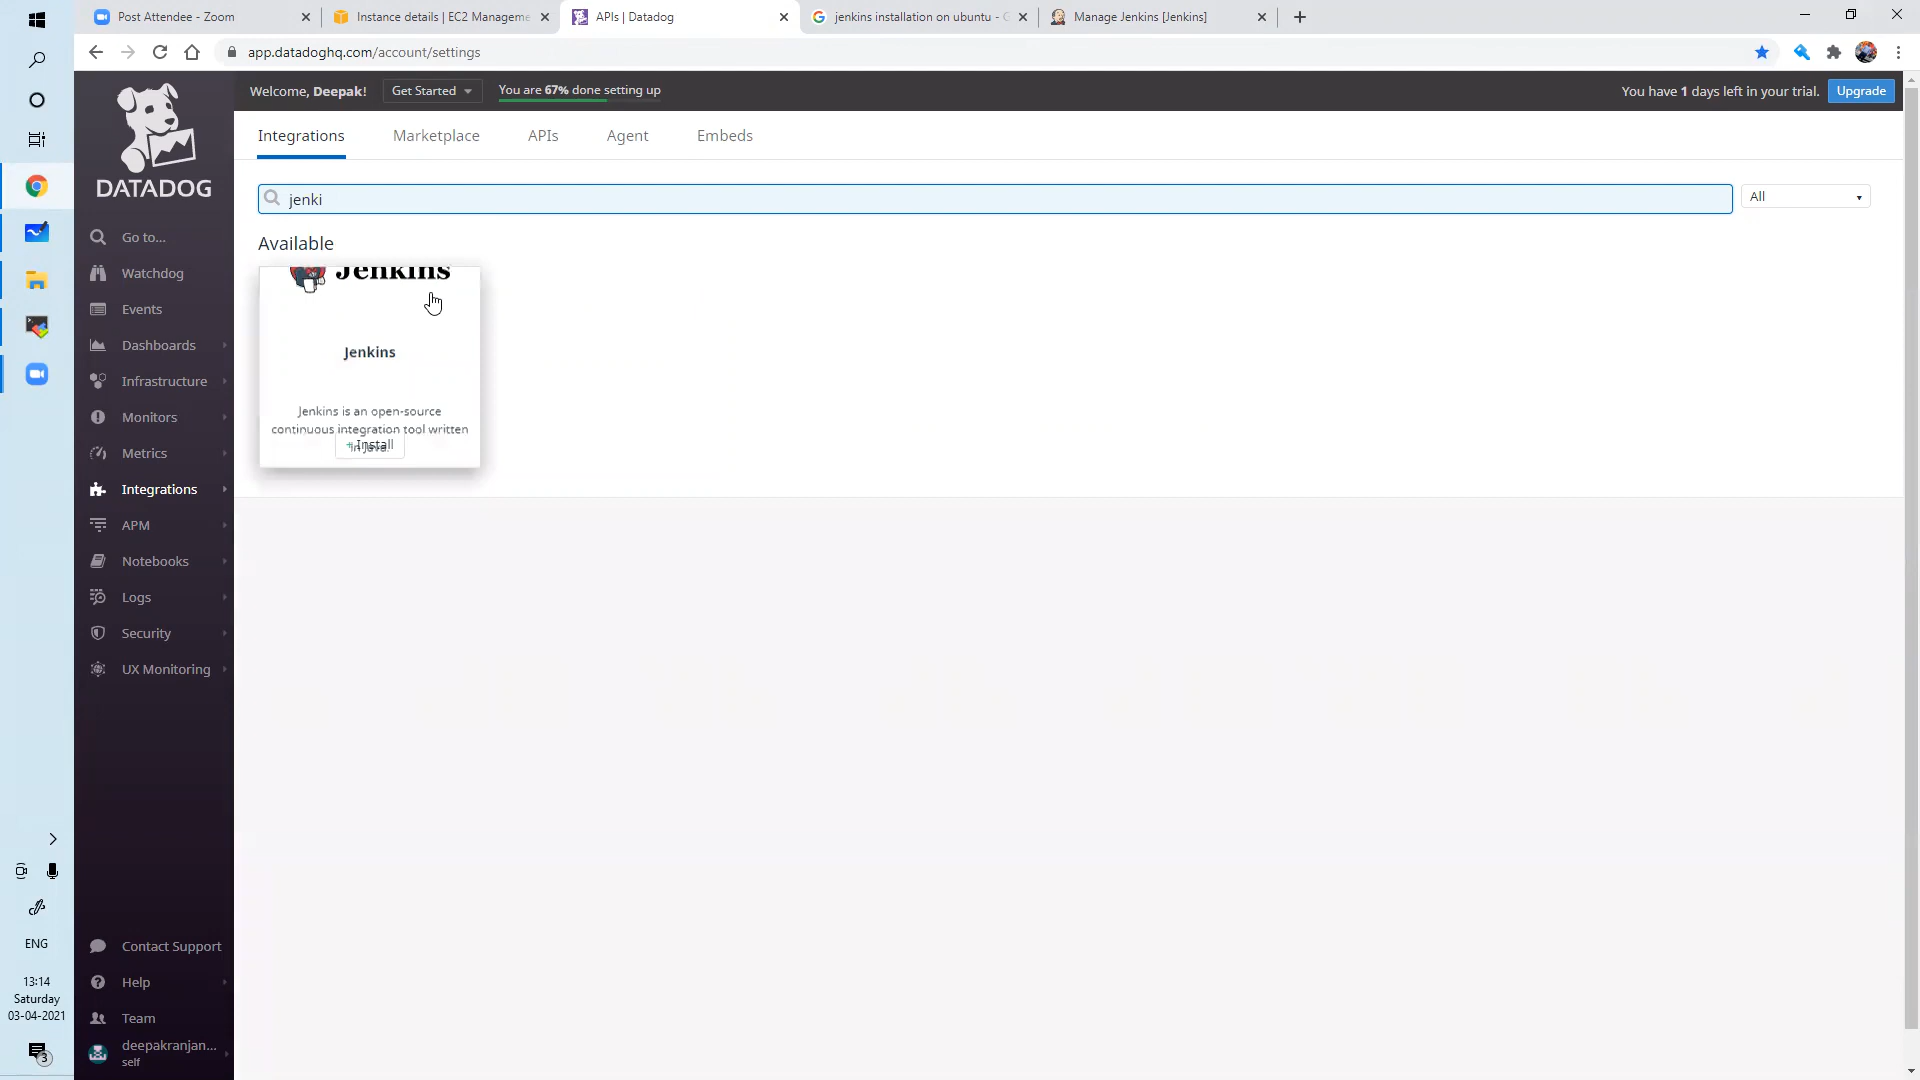 Post Attendee - Zoom
Instance details | EC2 Manageme
APIs | Datadog
jenkins installation on ubuntu - G
Manage Jenkins [Jenkins]
app.datadoghq.com/account/settings
Welcome, Deepak!
Get Started
You are 67% done setting up
You have 1 days left in your trial.
Upgrade
DATADOG
Integrations
Marketplace
APIs
Agent
Embeds
jenki
All
Available
Jenkins
Jenkins
Jenkins is an open-source
continuous integration tool written
in Java.
+ Install
Go to...
Watchdog
Events
Dashboards
Infrastructure
Monitors
Metrics
Integrations
APM
Notebooks
Logs
Security
UX Monitoring
Contact Support
Help
Team
deepakranjan...
self
ENG
13:14
Saturday
03-04-2021
3